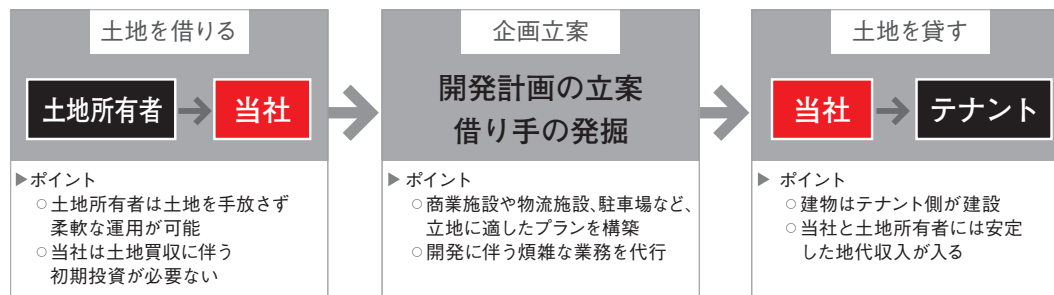 土地を借りる
土地所有者
当社
▶ポイント
○土地所有者は土地を手放さず
柔軟な運用が可能
○当社は土地買収に伴う
初期投資が必要ない
企画立案
開発計画の立案
借り手の発掘
▶ポイント
○商業施設や物流施設、駐車場など、
立地に適したプランを構築
○開発に伴う煩雑な業務を代行
土地を貸す
当社
テナント
▶ポイント
○建物はテナント側が建設
○当社と土地所有者には安定
した地代収入が入る